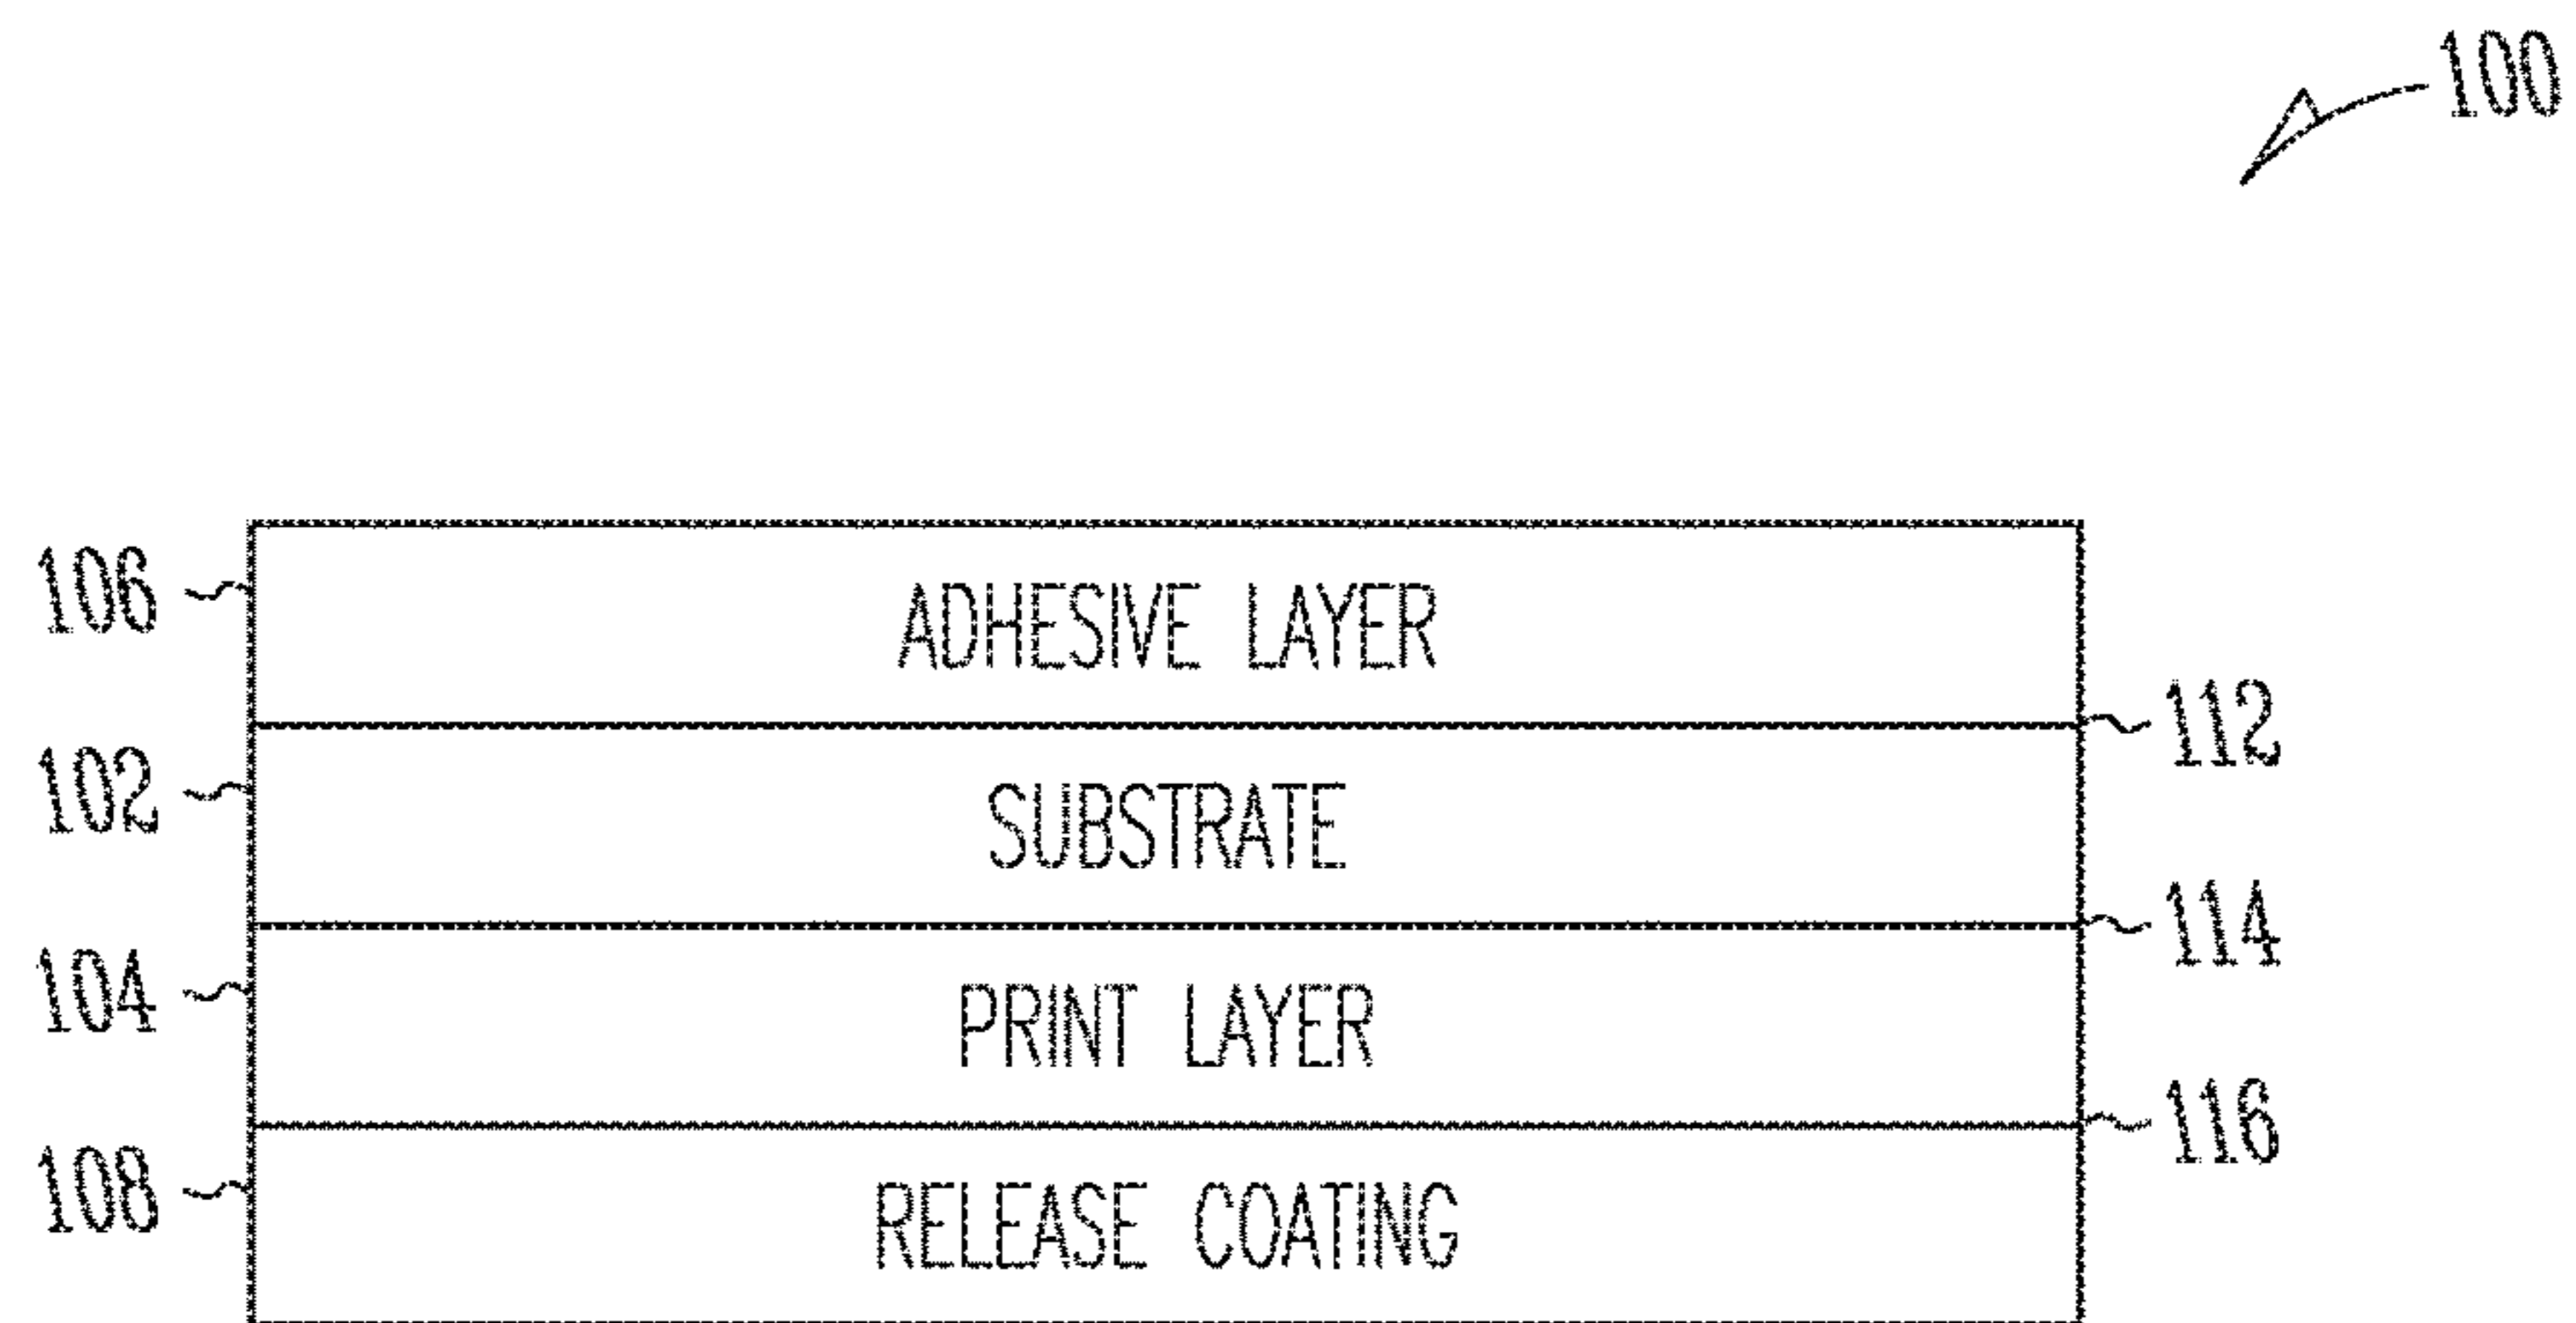 100
106
ADHESIVE LAYER
112
102
SUBSTRATE
114
104
PRINT LAYER
116
108
RELEASE COATING